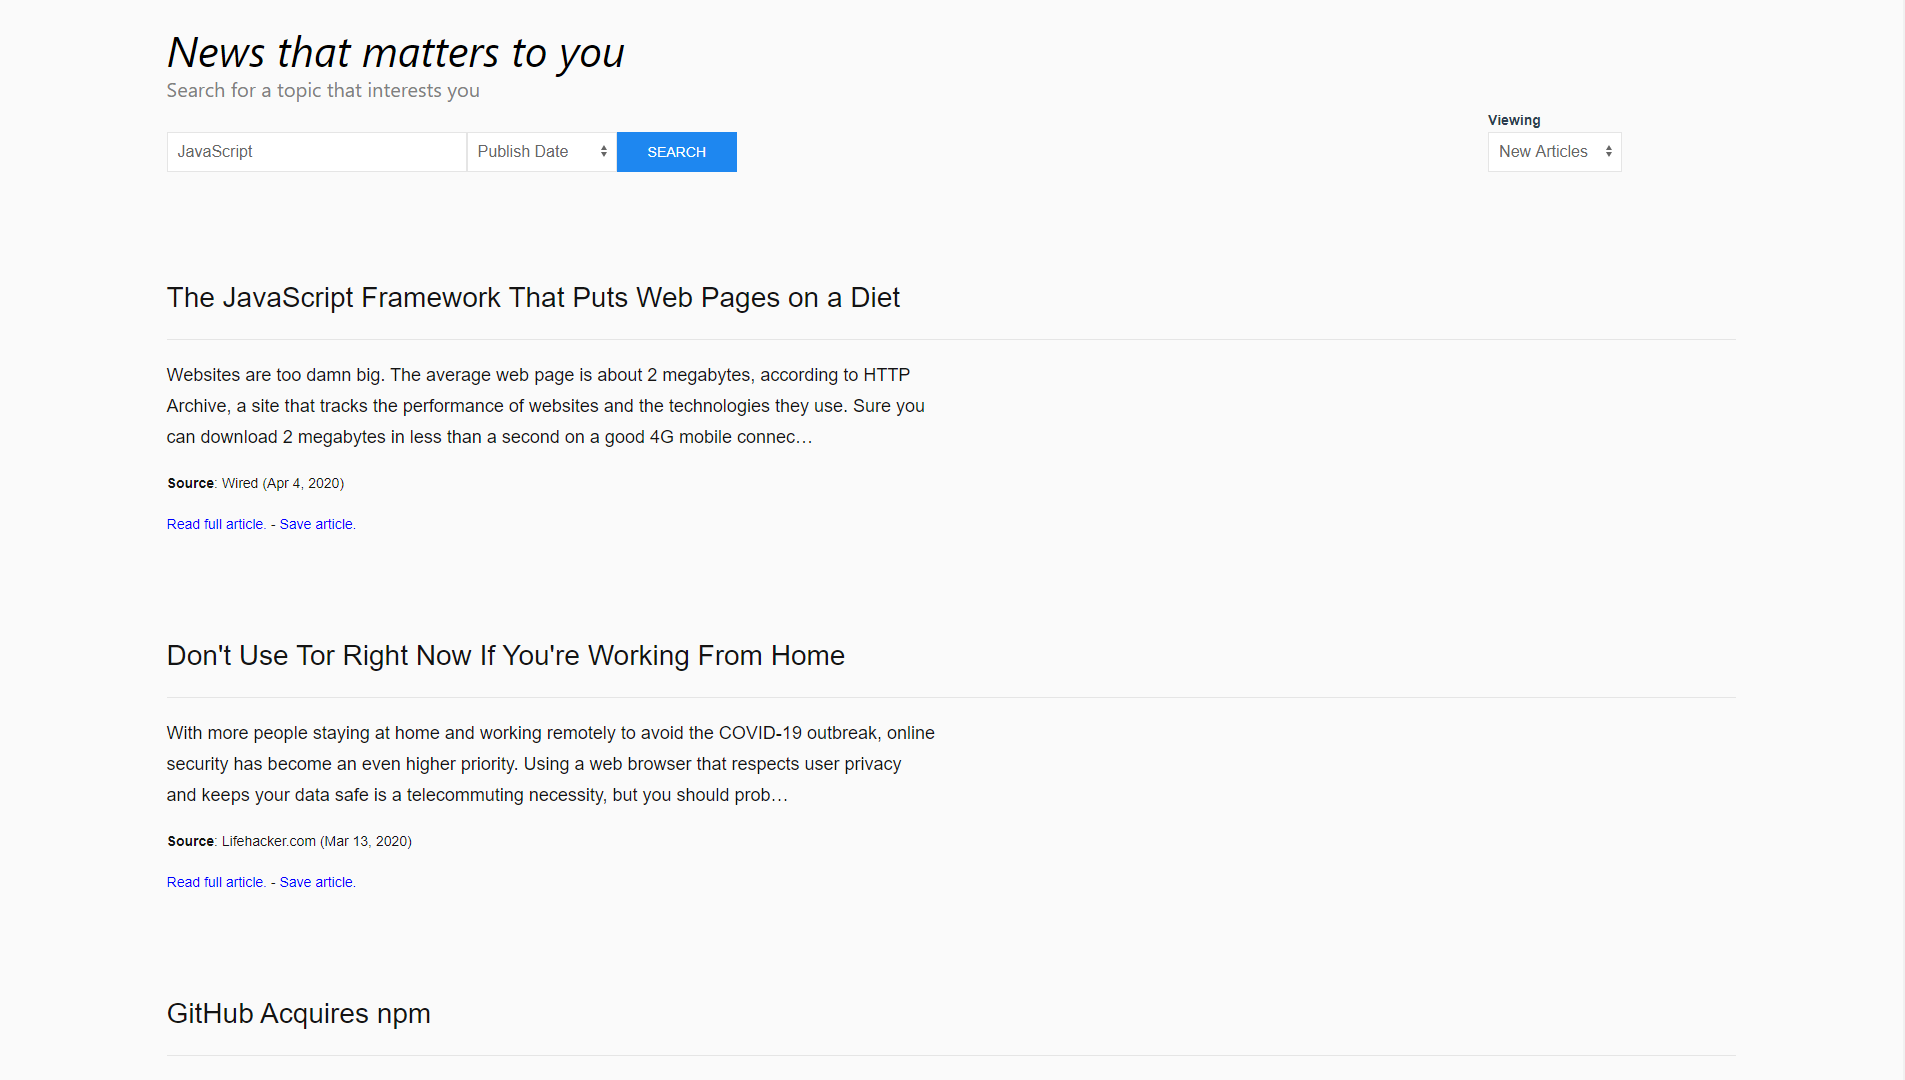 News that matters to you
Search for a topic that interests you
Viewing
JavaScript
Publish Date
SEARCH
New Articles
The JavaScript Framework That Puts Web Pages on a Diet
Websites are too damn big. The average web page is about 2 megabytes, according to HTTP
Archive, a site that tracks the performance of websites and the technologies they use. Sure you
can download 2 megabytes in less than a second on a good 4G mobile connec…
Source: Wired (Apr 4, 2020)
Read full article. - Save article.
Don't Use Tor Right Now If You're Working From Home
With more people staying at home and working remotely to avoid the COVID-19 outbreak, online
security has become an even higher priority. Using a web browser that respects user privacy
and keeps your data safe is a telecommuting necessity, but you should prob…
Source: Lifehacker.com (Mar 13, 2020)
Read full article. - Save article.
GitHub Acquires npm